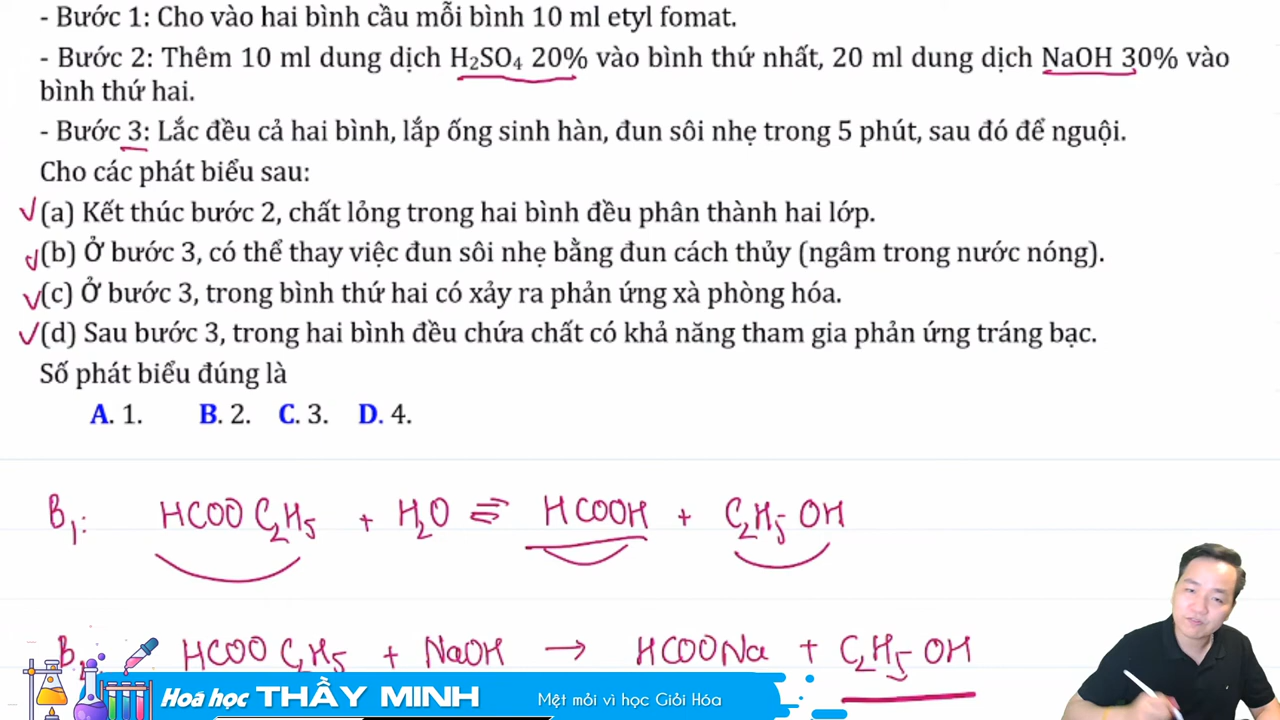 - Bước 1: Cho vào hai bình cầu mỗi bình 10 ml etyl fomat.
- Bước 2: Thêm 10 ml dung dịch H₂SO₄ 20% vào bình thứ nhất, 20 ml dung dịch NaOH 30% vào
bình thứ hai.
- Bước 3: Lắc đều cả hai bình, lắp ống sinh hàn, đun sôi nhẹ trong 5 phút, sau đó để nguội.
Cho các phát biểu sau:
(a) Kết thúc bước 2, chất lỏng trong hai bình đều phân thành hai lớp.
(b) Ở bước 3, có thể thay việc đun sôi nhẹ bằng đun cách thủy (ngâm trong nước nóng).
(c) Ở bước 3, trong bình thứ hai có xảy ra phản ứng xà phòng hóa.
(d) Sau bước 3, trong hai bình đều chứa chất có khả năng tham gia phản ứng tráng bạc.
Số phát biểu đúng là
A. 1. B. 2. C. 3. D. 4.
B₁: HCOOC₂H₅ + H₂O ⇌ HCOOH + C₂H₅OH
HCOOC₂H₅ + NaOH → HCOONa + C₂H₅OH
Hoá học THẦY MINH Mệt mỏi vì học Giỏi Hóa